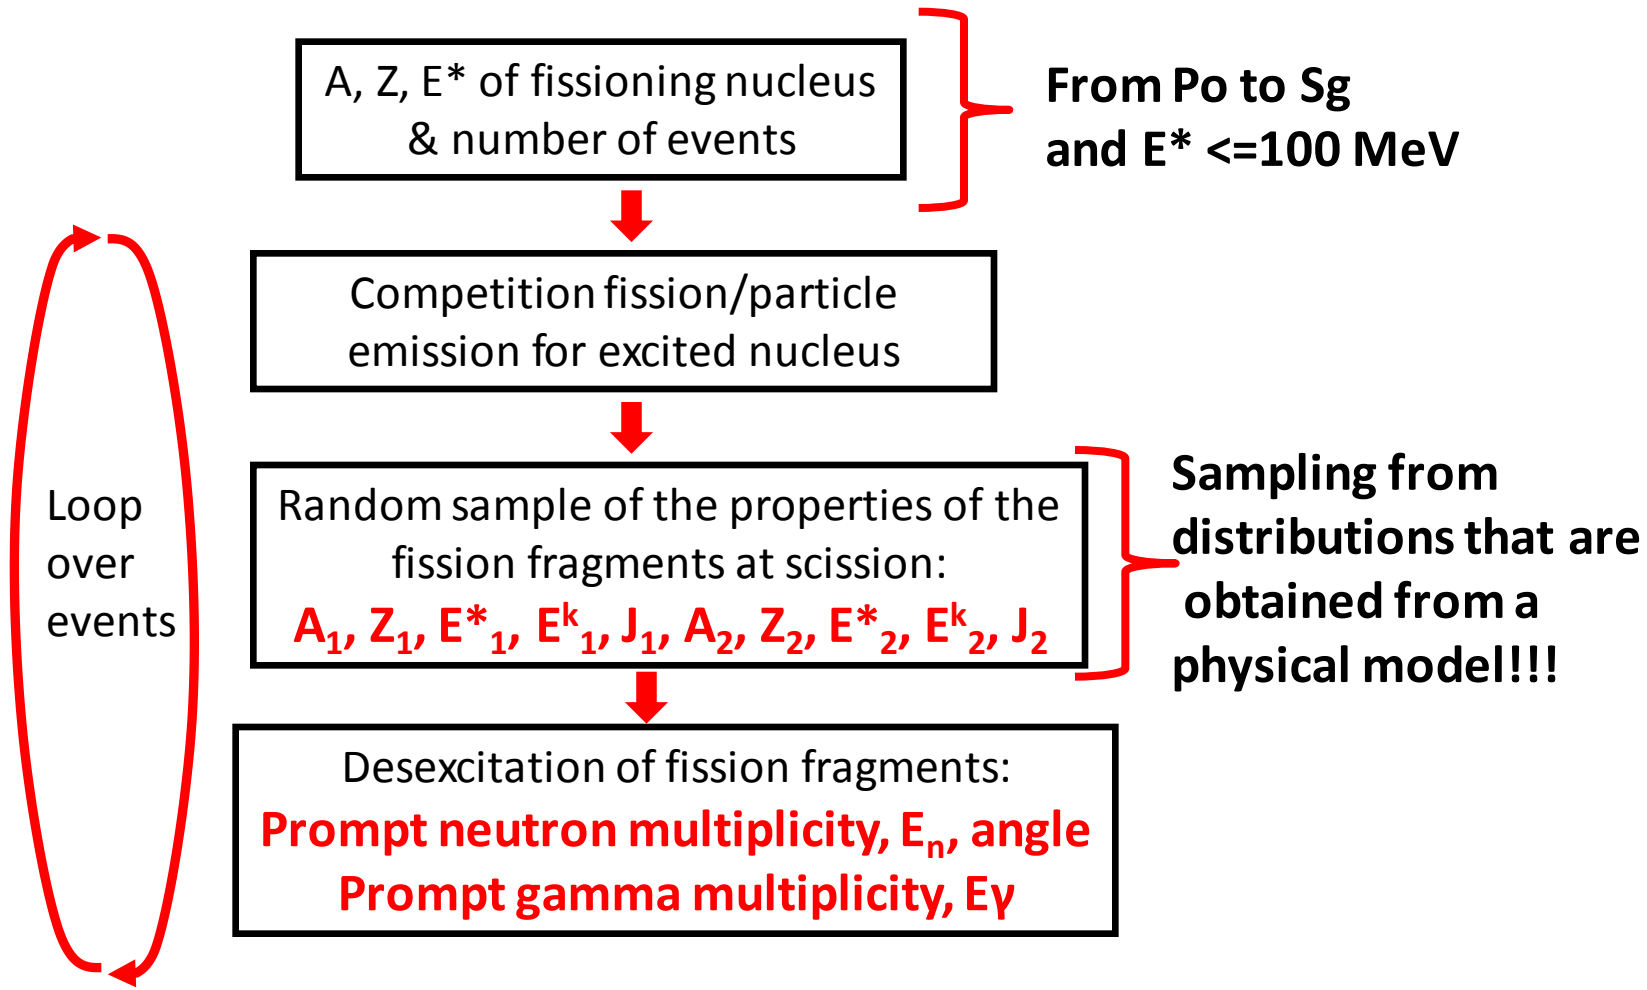 A, Z, E* of fissioning nucleus
& number of events
From Po to Sg
and E* <=100 MeV
Competition fission/particle
emission for excited nucleus
Loop
over
events
Random sample of the properties of the
fission fragments at scission:
A₁, Z₁, E*₁, Eᵏ₁, J₁, A₂, Z₂, E*₂, Eᵏ₂, J₂
Sampling from
distributions that are
obtained from a
physical model!!!
Desexcitation of fission fragments:
Prompt neutron multiplicity, Eₙ, angle
Prompt gamma multiplicity, Eγ